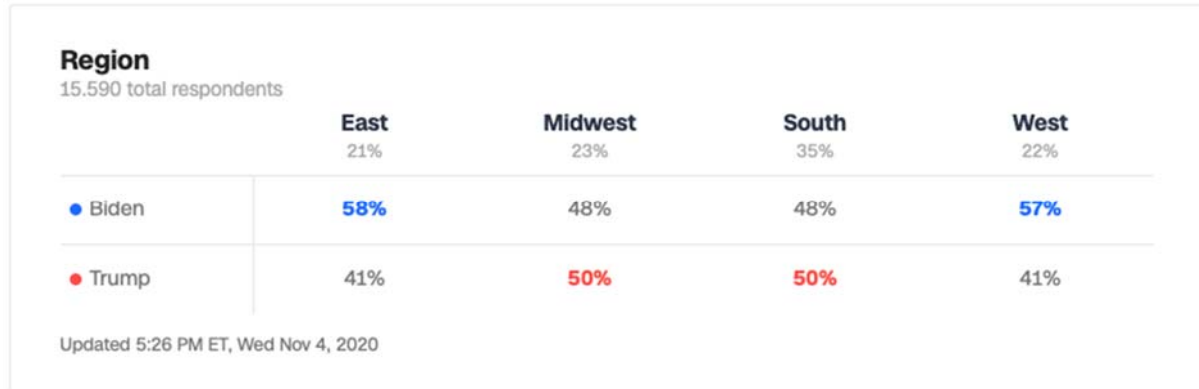 Region
15.590 total respondents
East Midwest South West
21% 23% 35% 22%
Biden 58% 48% 48% 57%
Trump 41% 50% 50% 41%
Updated 5:26 PM ET, Wed Nov 4, 2020